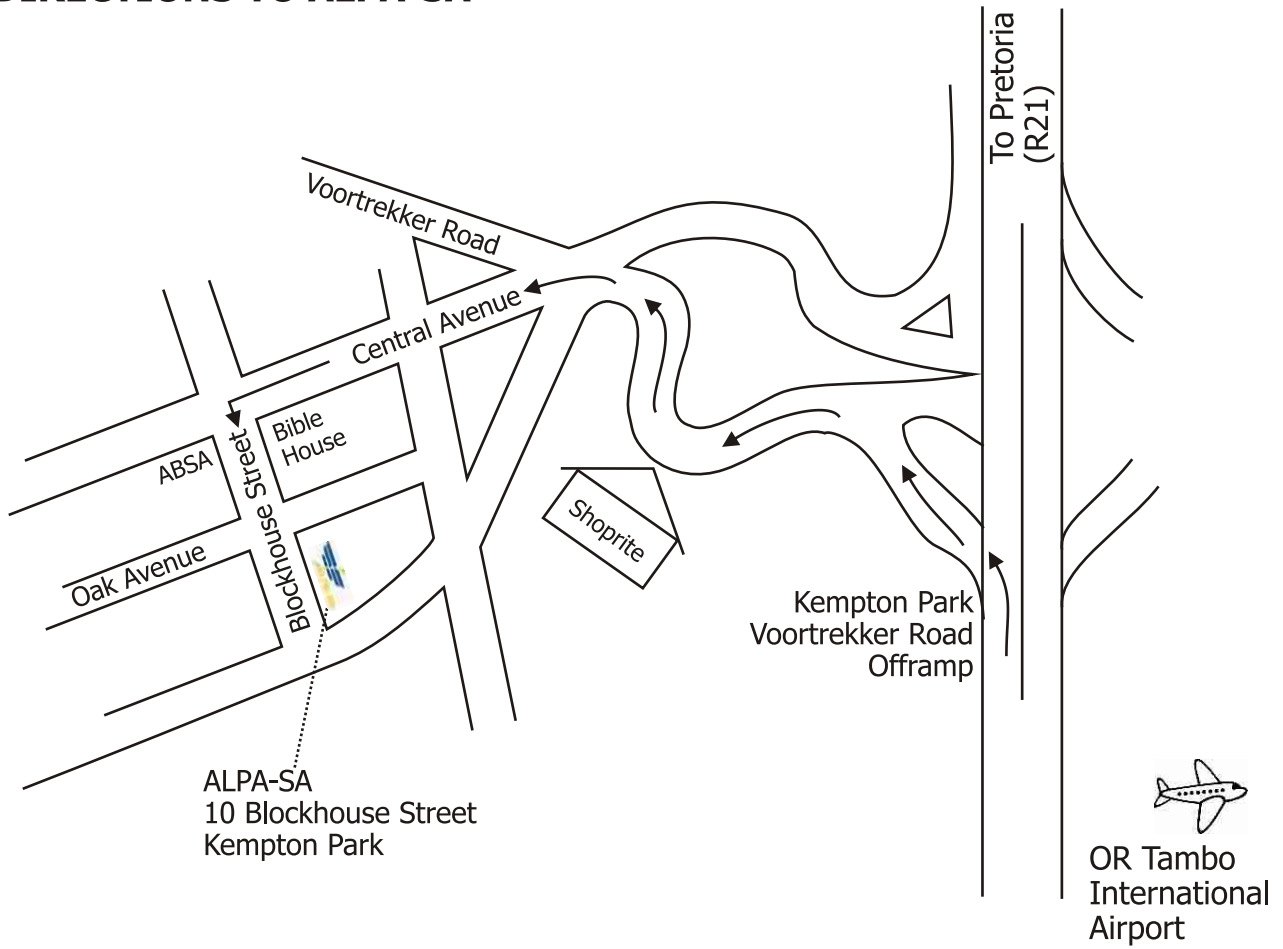 To Pretoria
(R21)
Voortrekker Road
Central Avenue
Bible
House
ABSA
Blockhouse Street
Oak Avenue
Shoprite
Kempton Park
Voortrekker Road
Offramp
ALPA-SA
10 Blockhouse Street
Kempton Park
OR Tambo
International
Airport